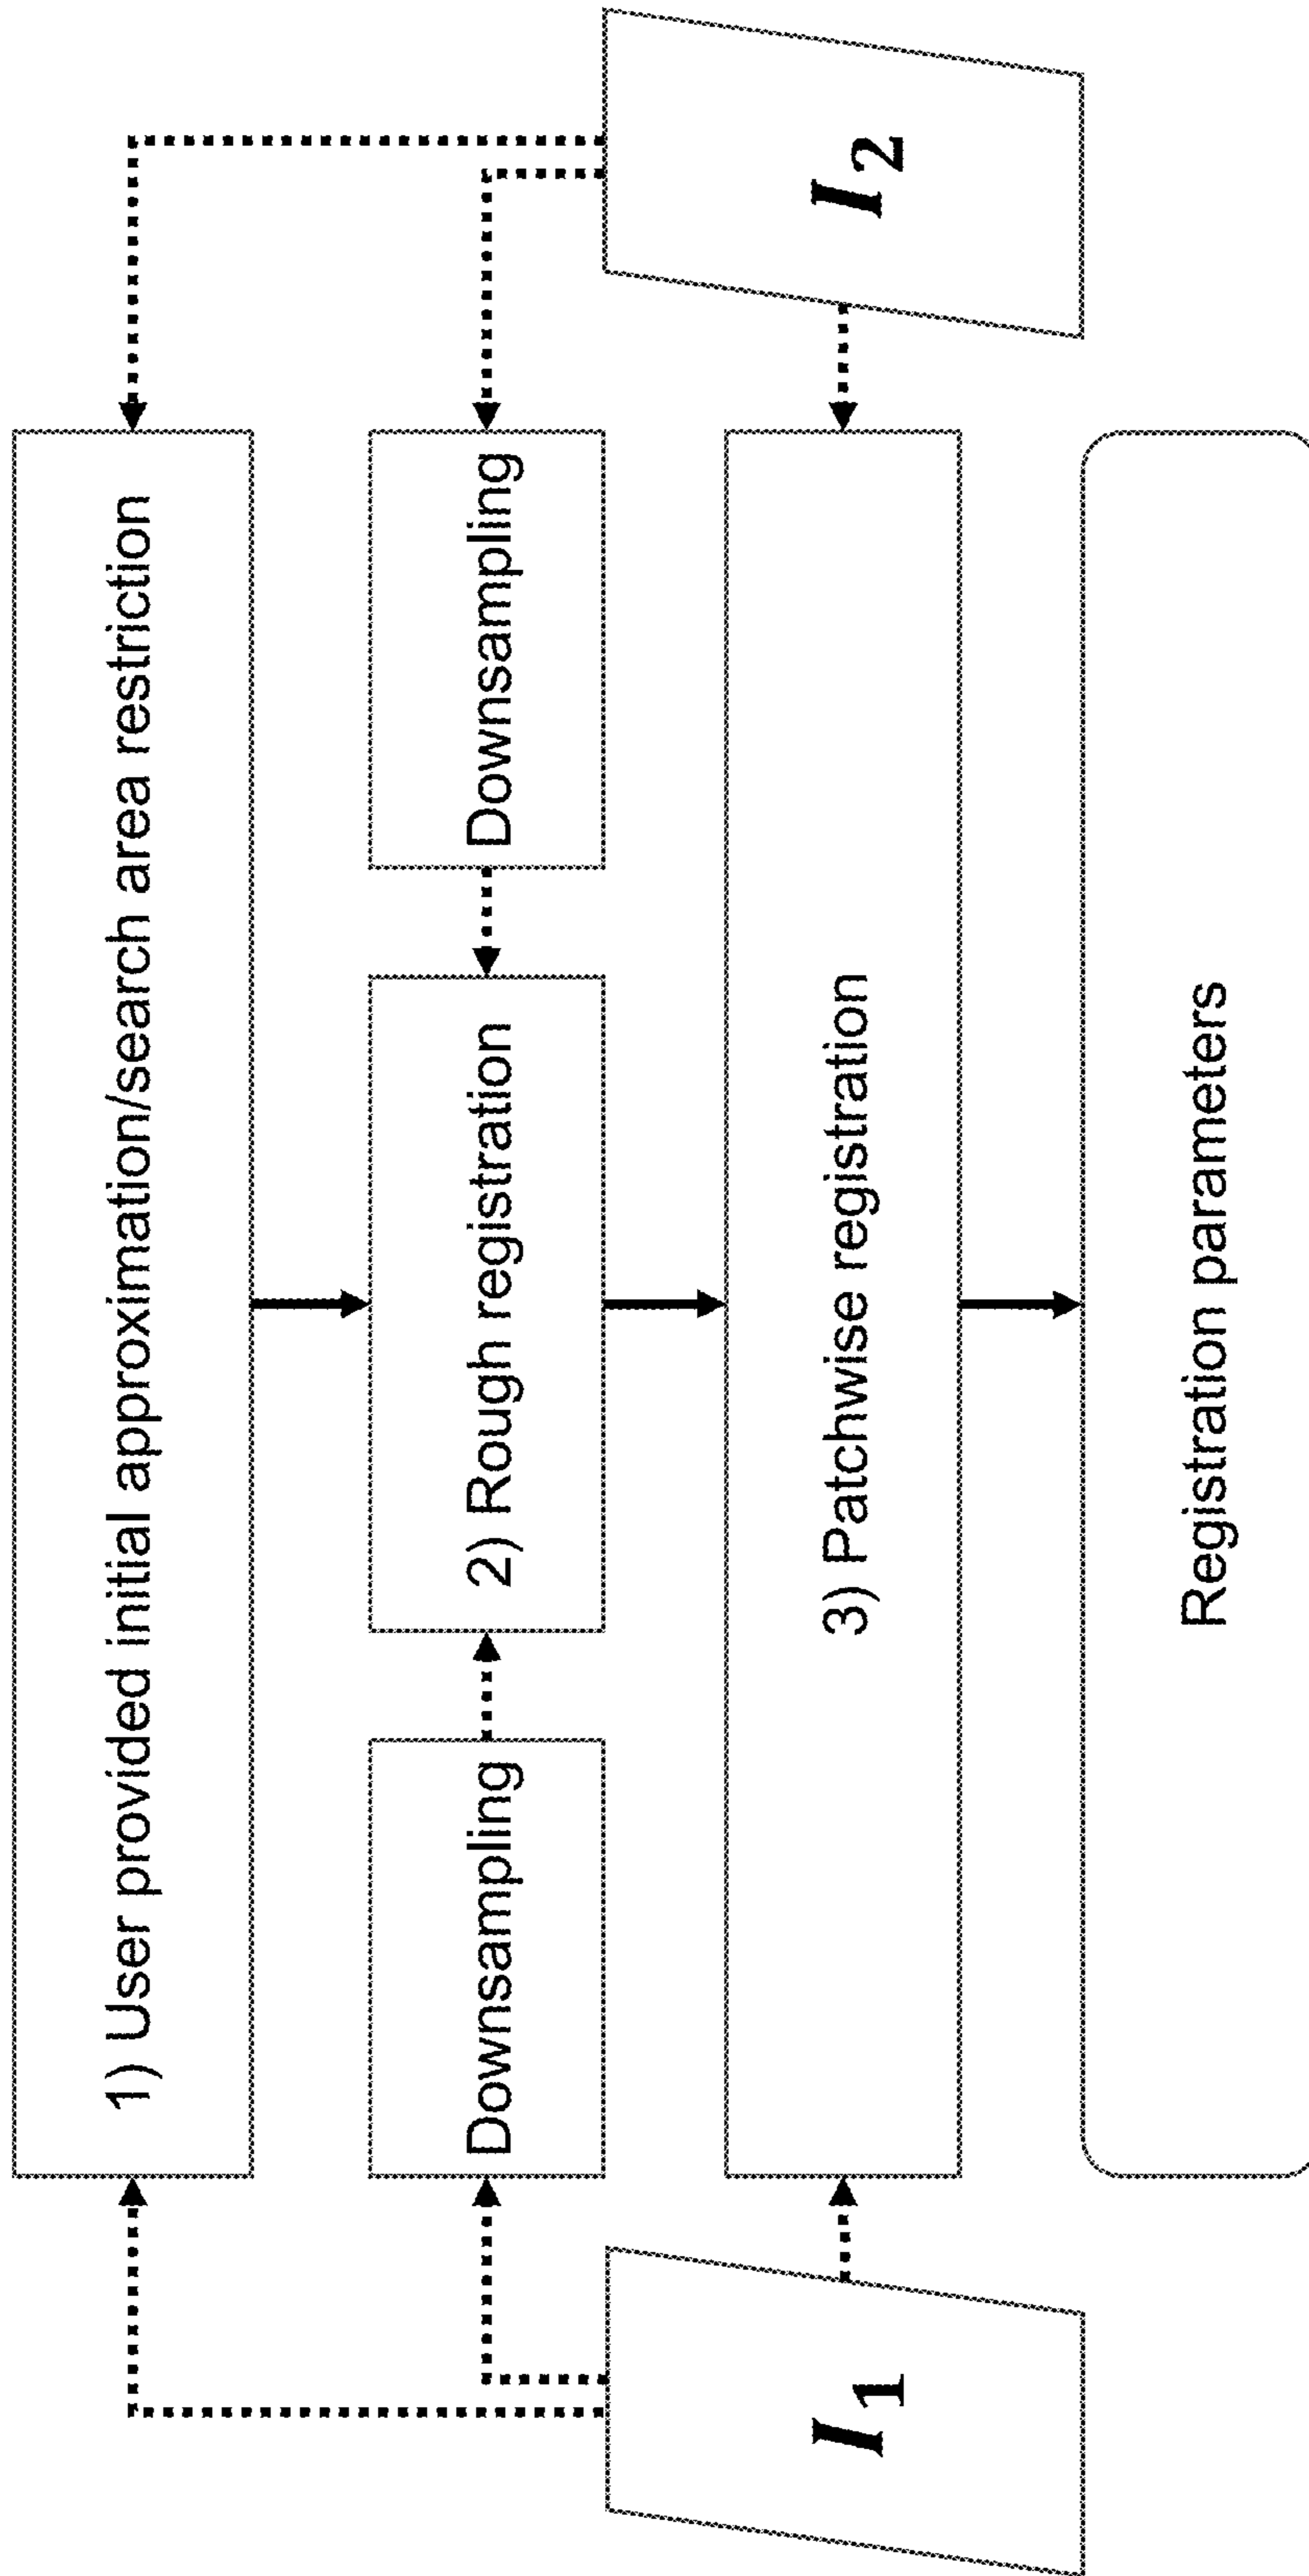 1) User provided initial approximation/search area restriction
Downsampling
2) Rough registration
Downsampling
I1
3) Patchwise registration
I2
Registration parameters